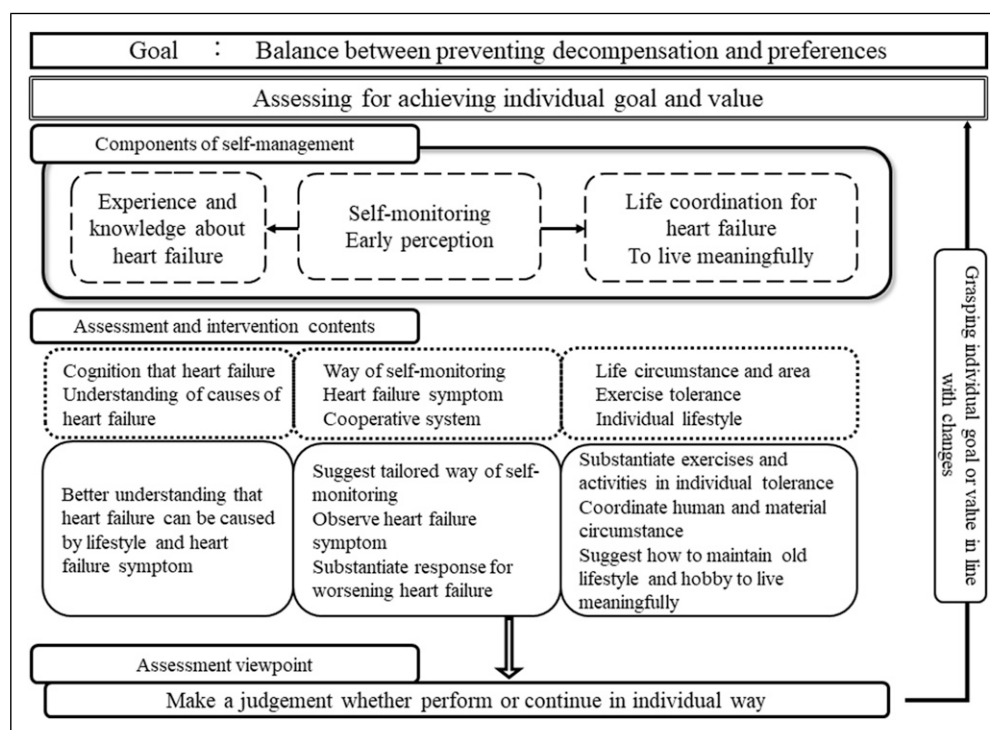 Goal : Balance between preventing decompensation and preferences
Assessing for achieving individual goal and value
Components of self-management
Experience and
knowledge about
heart failure
Self-monitoring
Early perception
Life coordination for
heart failure
To live meaningfully
Assessment and intervention contents
Cognition that heart failure
Understanding of causes of
heart failure
Way of self-monitoring
Heart failure symptom
Cooperative system
Life circumstance and area
Exercise tolerance
Individual lifestyle
Better understanding that
heart failure can be caused
by lifestyle and heart
failure symptom
Suggest tailored way of self-
monitoring
Observe heart failure
symptom
Substantiate response for
worsening heart failure
Substantiate exercises and
activities in individual tolerance
Coordinate human and material
circumstance
Suggest how to maintain old
lifestyle and hobby to live
meaningfully
Assessment viewpoint
Make a judgement whether perform or continue in individual way
Grasping individual goal or value in line
with changes